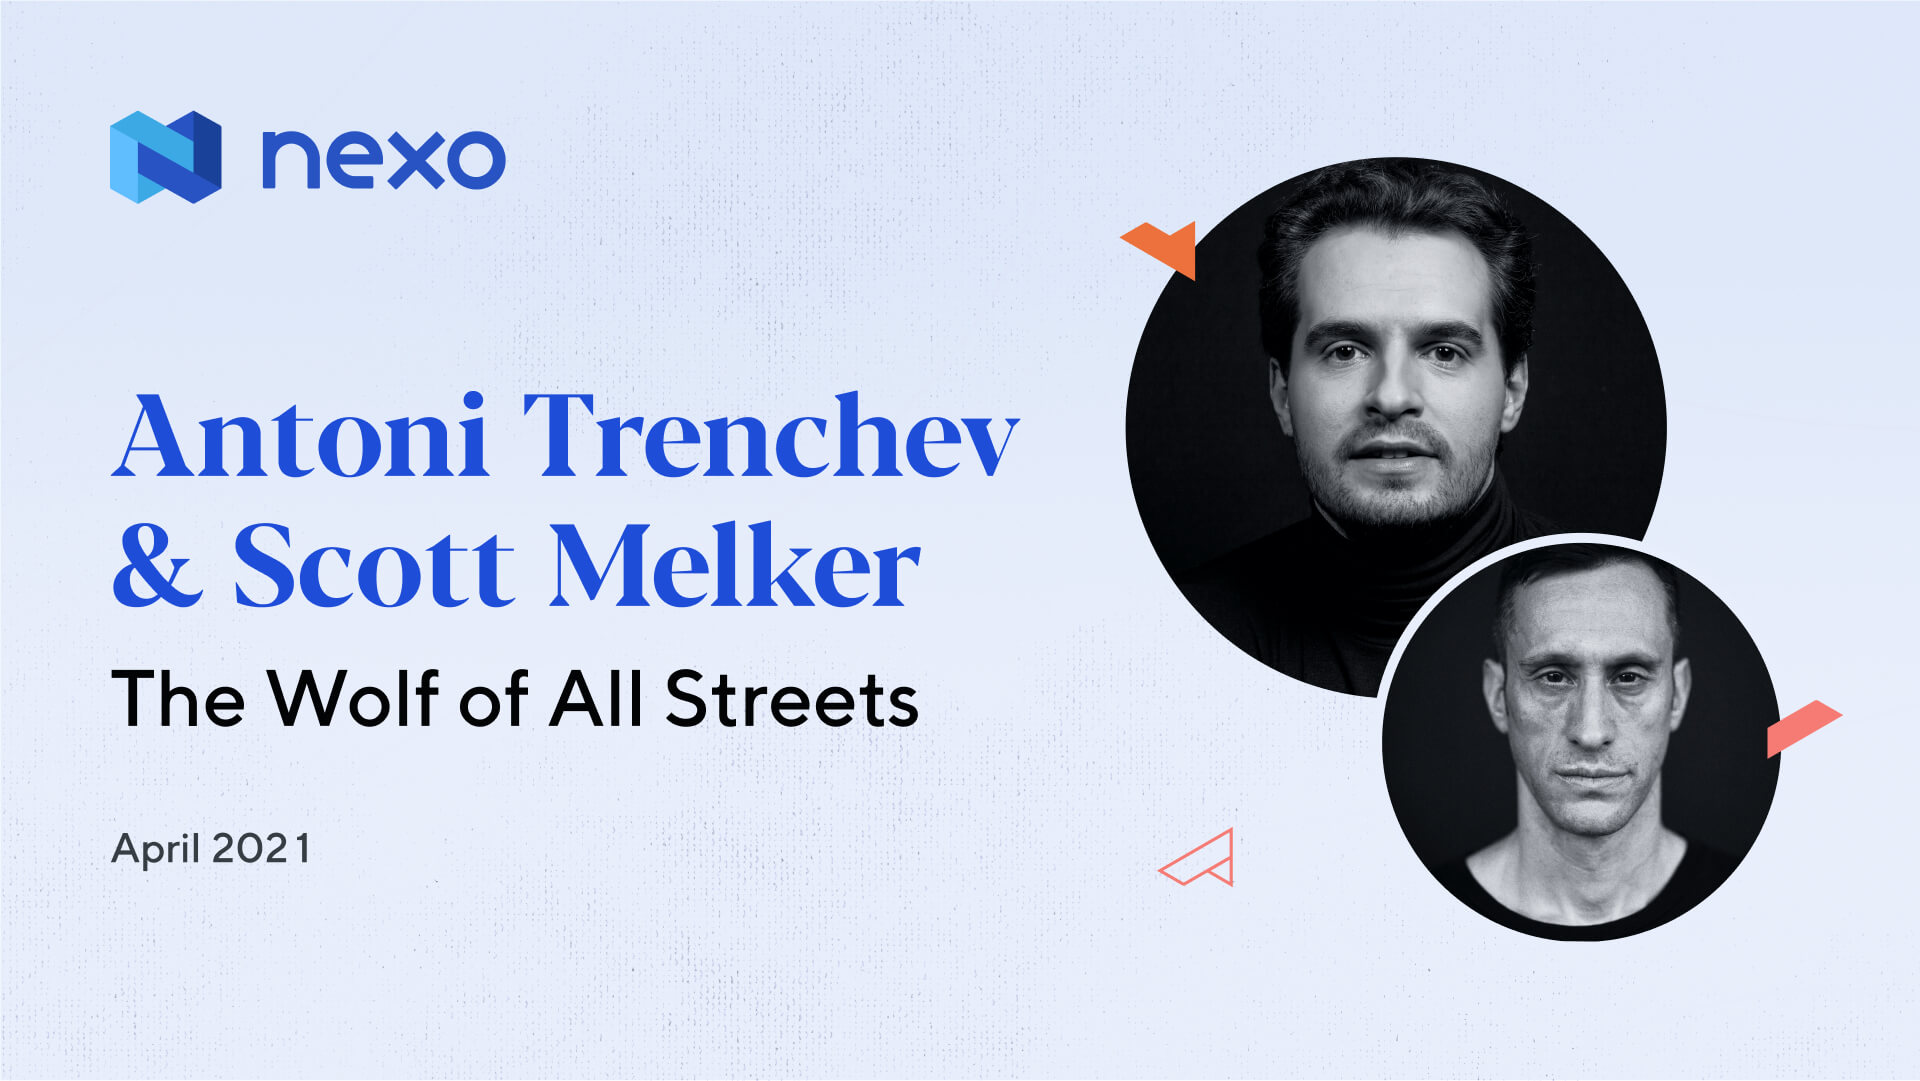 nexo
Antoni Trenchev
& Scott Melker
The Wolf of All Streets
April 2021